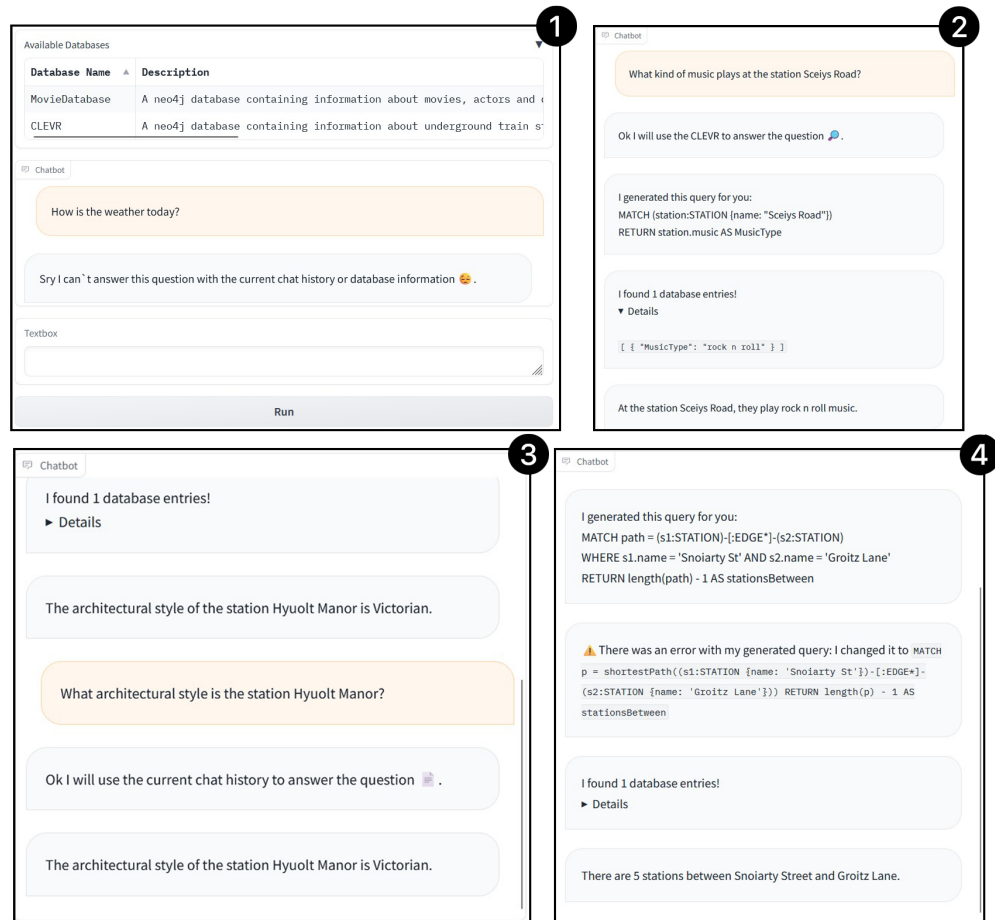 1
Available Databases
▼
Database Name ▲ Description
MovieDatabase A neo4j database containing information about movies, actors and
CLEVR A neo4j database containing information about underground train
Chatbot
How is the weather today?
Sry I can`t answer this question with the current chat history or database information 🥰 .
Textbox
Run
2
Chatbot
What kind of music plays at the station Sceiys Road?
Ok I will use the CLEVR to answer the question 🔎 .
I generated this query for you:
MATCH (station:STATION {name: "Sceiys Road"})
RETURN station.music AS MusicType
I found 1 database entries!
▼ Details
[ { "MusicType": "rock n roll" } ]
At the station Sceiys Road, they play rock n roll music.
3
Chatbot
I found 1 database entries!
► Details
The architectural style of the station Hyuolt Manor is Victorian.
What architectural style is the station Hyuolt Manor?
Ok I will use the current chat history to answer the question 📄 .
The architectural style of the station Hyuolt Manor is Victorian.
4
Chatbot
I generated this query for you:
MATCH path = (s1:STATION)-[:EDGE*]-(s2:STATION)
WHERE s1.name = 'Snoiarty St' AND s2.name = 'Groitz Lane'
RETURN length(path) - 1 AS stationsBetween
⚠️ There was an error with my generated query: I changed it to MATCH
p = shortestPath((s1:STATION {name: 'Snoiarty St'})-[:EDGE*]-
(s2:STATION {name: 'Groitz Lane'})) RETURN length(p) - 1 AS
stationsBetween
I found 1 database entries!
► Details
There are 5 stations between Snoiarty Street and Groitz Lane.